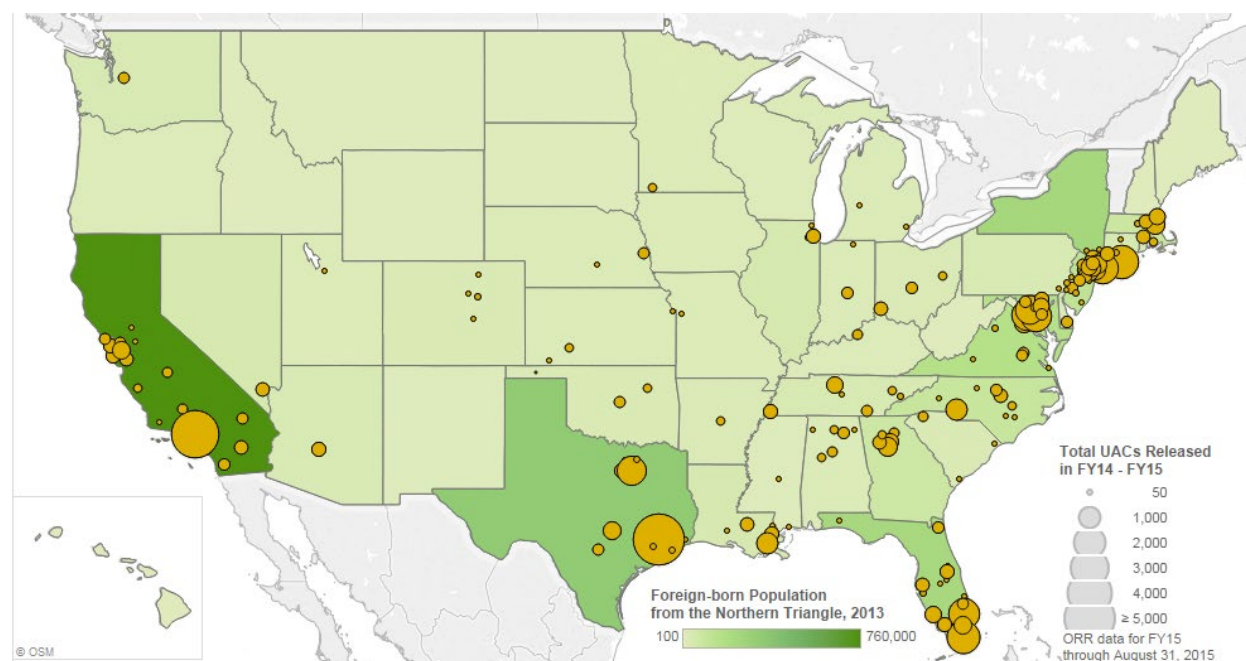 Total UACs Released
in FY14 - FY15
50
1,000
2,000
3,000
4,000
≥ 5,000
ORR data for FY15
through August 31, 2015
Foreign-born Population
from the Northern Triangle, 2013
100
760,000
© OSM